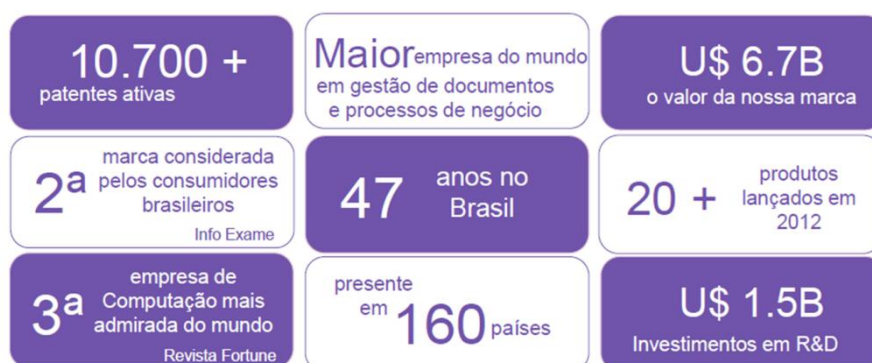 10.700 +
patentes ativas
Maior empresa do mundo
em gestão de documentos
e processos de negócio
U$ 6.7B
o valor da nossa marca
2ª marca considerada
pelos consumidores
brasileiros
Info Exame
47 anos no
Brasil
20 + produtos
lançados em
2012
3ª empresa de
Computação mais
admirada do mundo
Revista Fortune
presente
em 160 países
U$ 1.5B
Investimentos em R&D